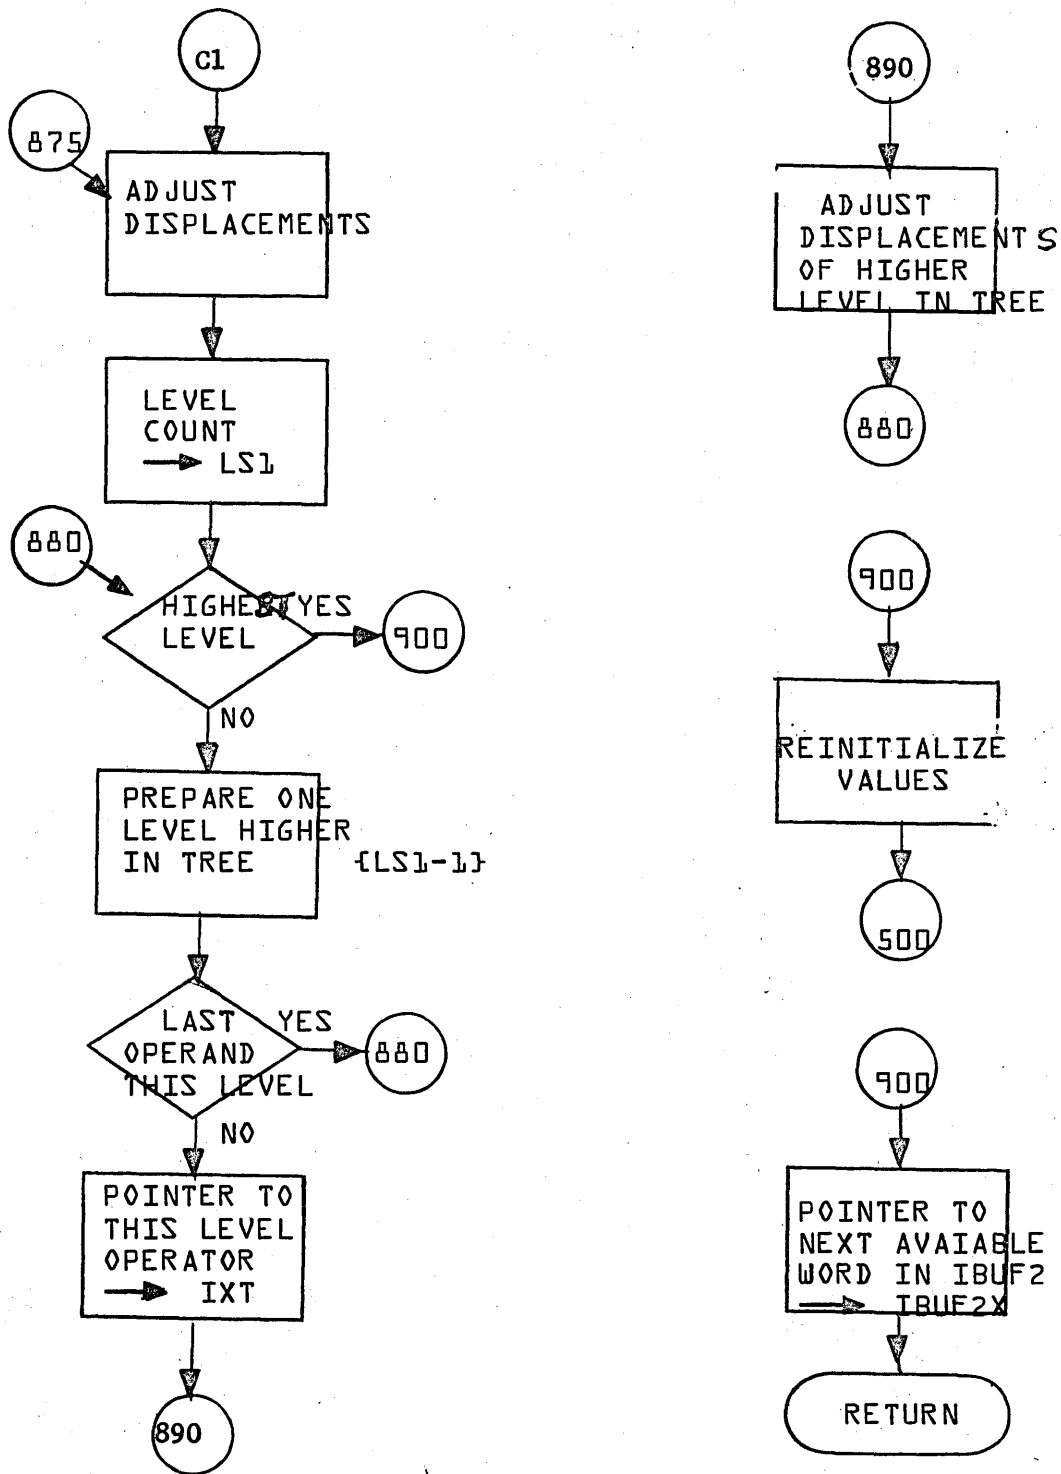 C1
875
ADJUST
DISPLACEMENTS
LEVEL
COUNT
→ LS1
880
HIGHEST YES
LEVEL
900
NO
PREPARE ONE
LEVEL HIGHER
IN TREE {LS1-1}
LAST YES
OPERAND
THIS LEVEL
880
NO
POINTER TO
THIS LEVEL
OPERATOR
→ IXT
890
890
ADJUST
DISPLACEMENTS
OF HIGHER
LEVEL IN TREE
880
900
REINITIALIZE
VALUES
500
900
POINTER TO
NEXT AVAIABLE
WORD IN IBUF2
→ IBUF2X
RETURN